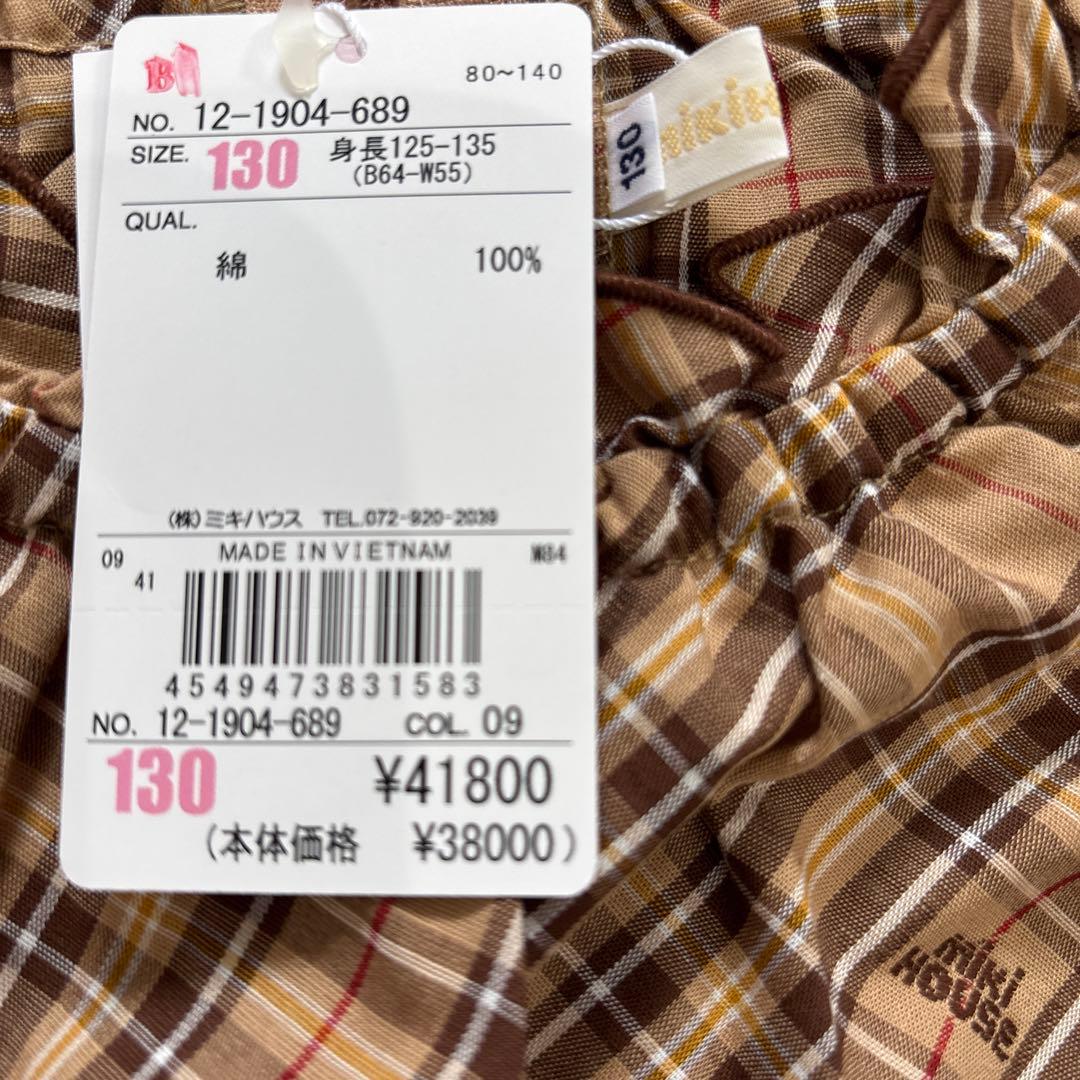 B
80~140
NO. 12-1904-689
SIZE. 130 身長125-135
(B64-W55)
QUAL.
綿 100%
(株)ミキハウス TEL.072-920-2039
09 MADE IN VIETNAM W84
41
4549473831583
NO. 12-1904-689 COL. 09
130 ¥41800
(本体価格 ¥38000)
130
mikiho
miki
HOUSE